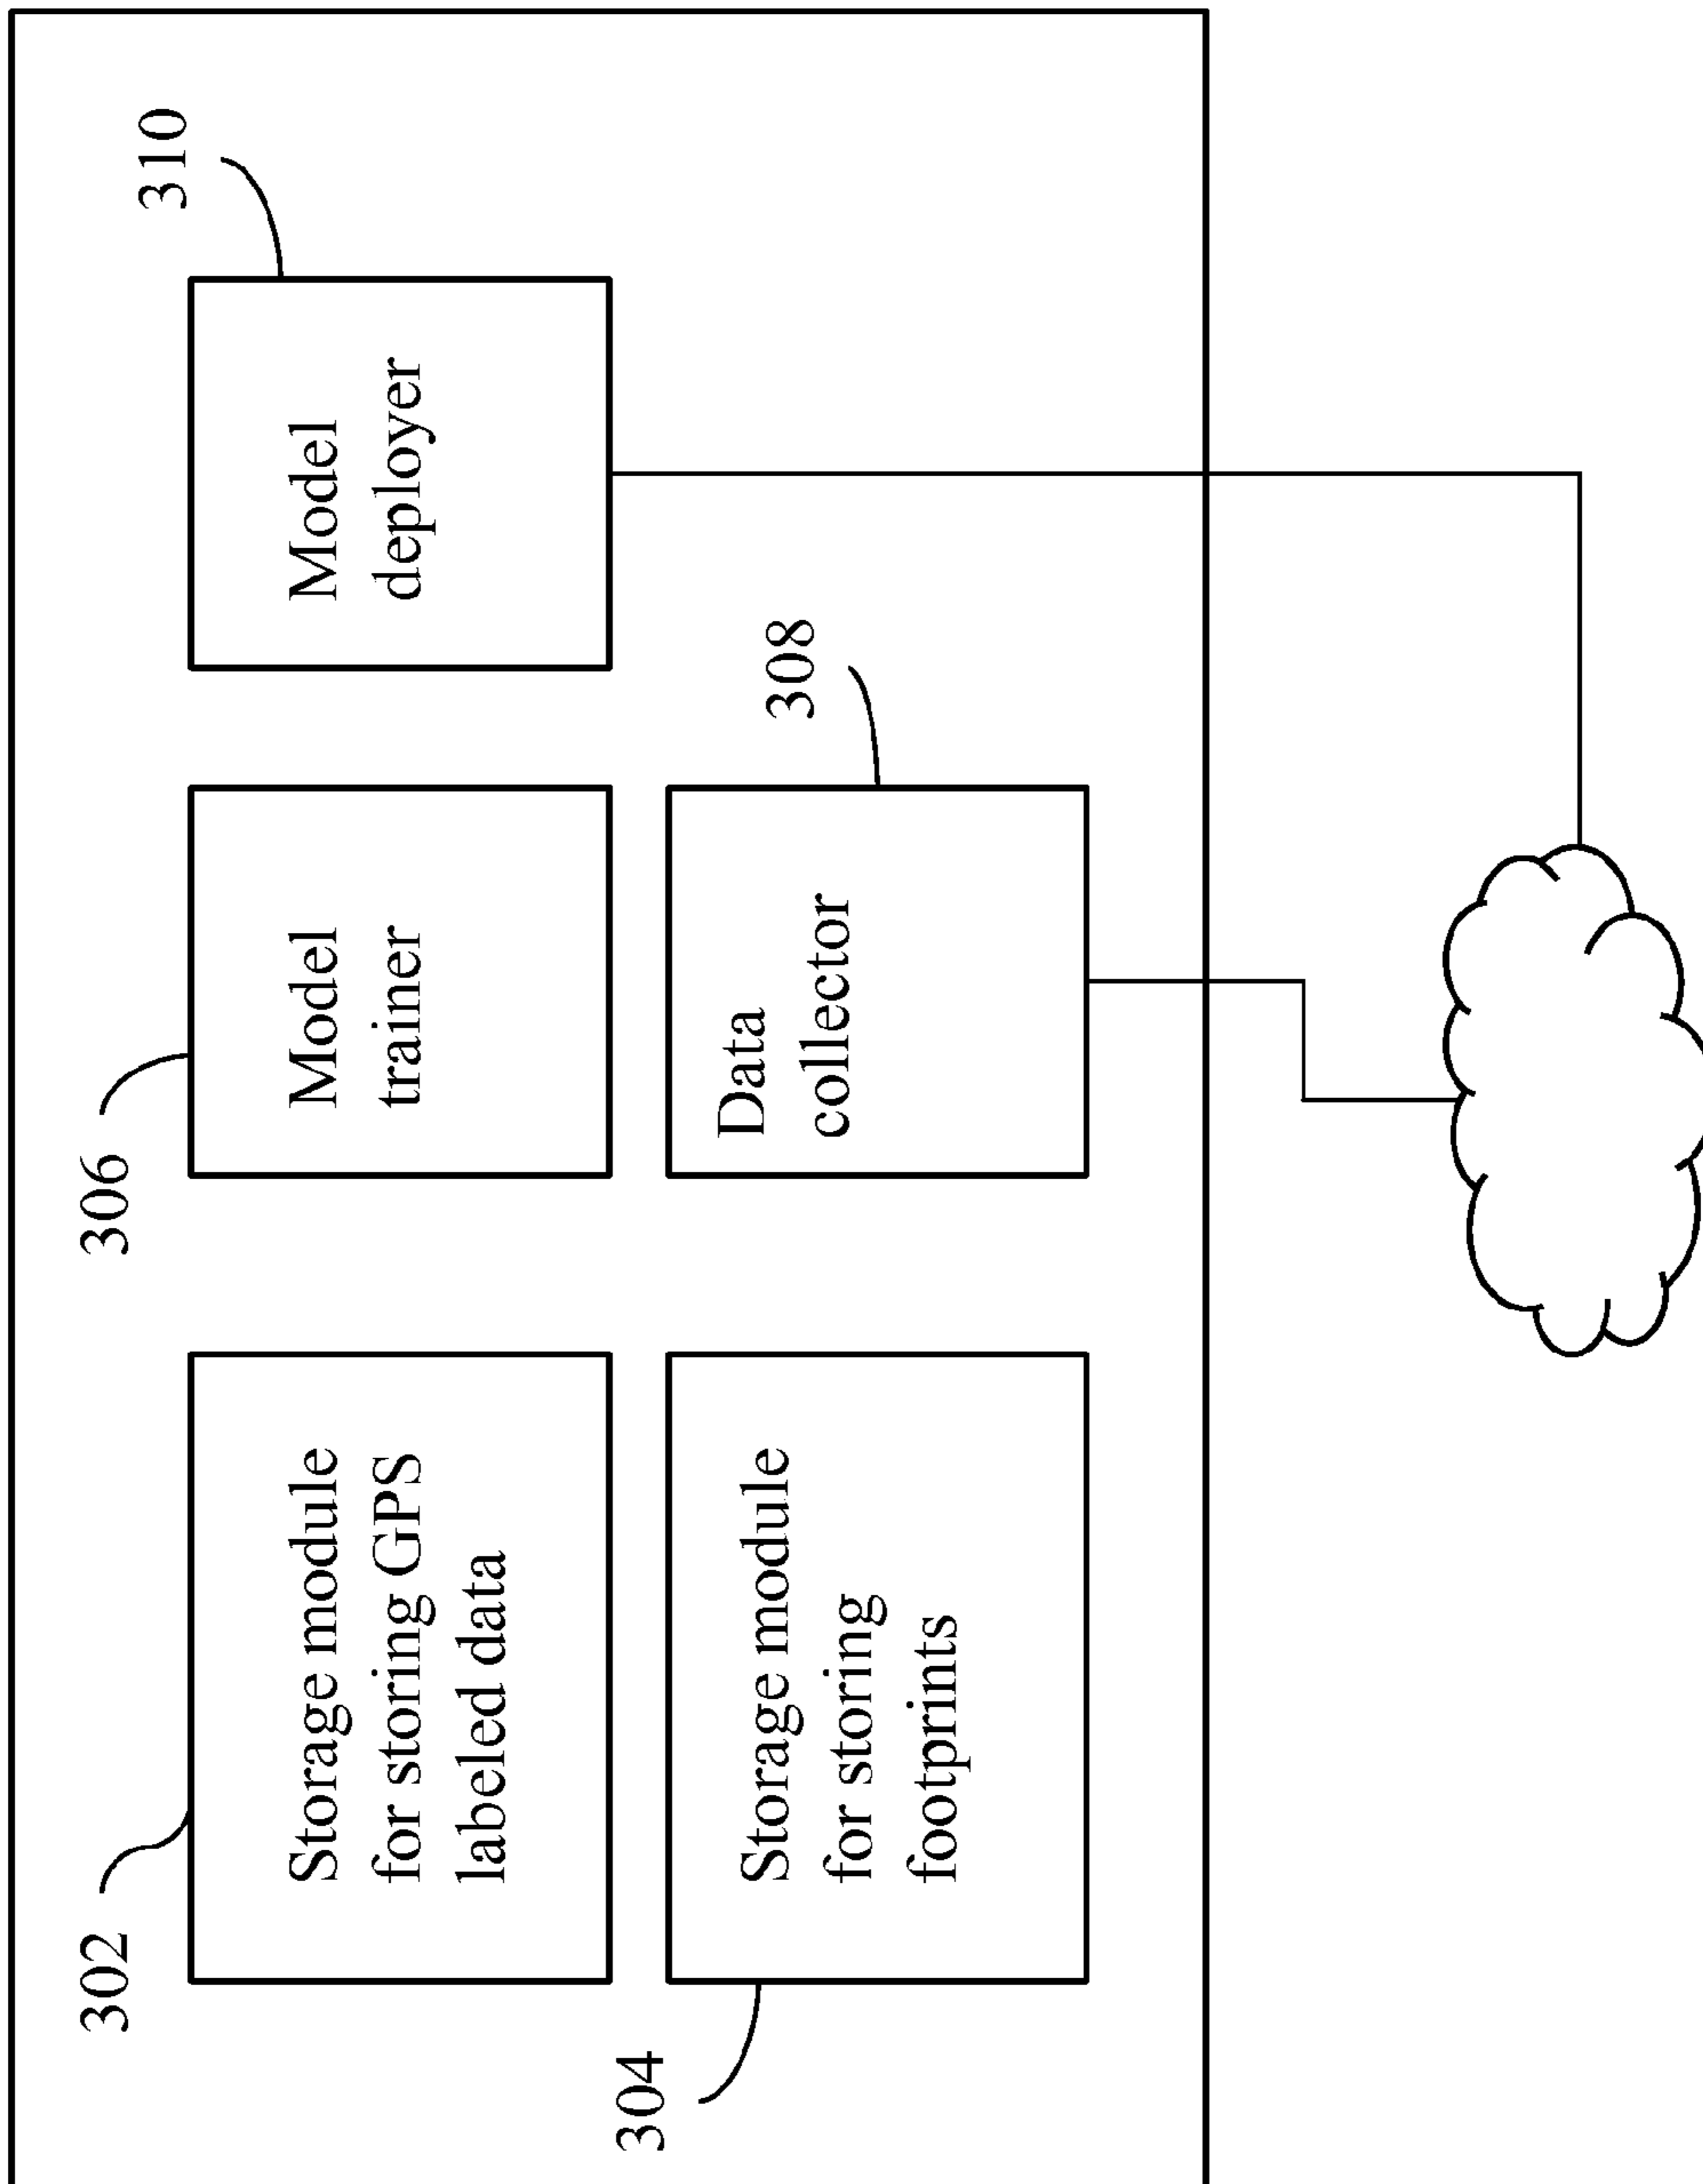 302
Storage module
for storing GPS
labeled data
304
Storage module
for storing
footprints
306
Model
trainer
308
Data
collector
310
Model
deployer